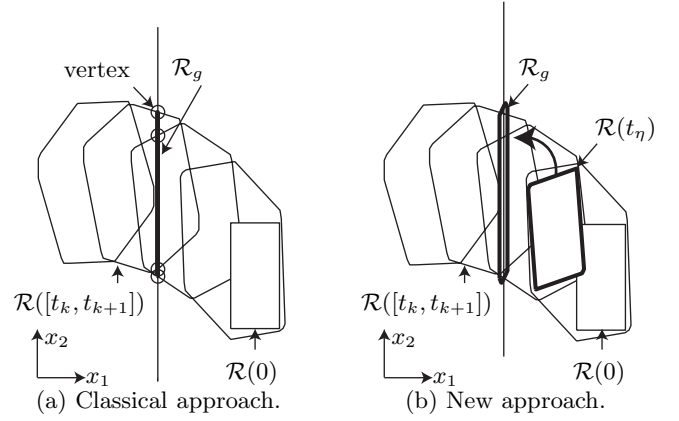 vertex
ℛ_g
ℛ([t_k, t_{k+1}])
ℛ(0)
x_2
x_1
(a) Classical approach.
ℛ_g
ℛ(t_η)
ℛ([t_k, t_{k+1}])
ℛ(0)
x_2
x_1
(b) New approach.